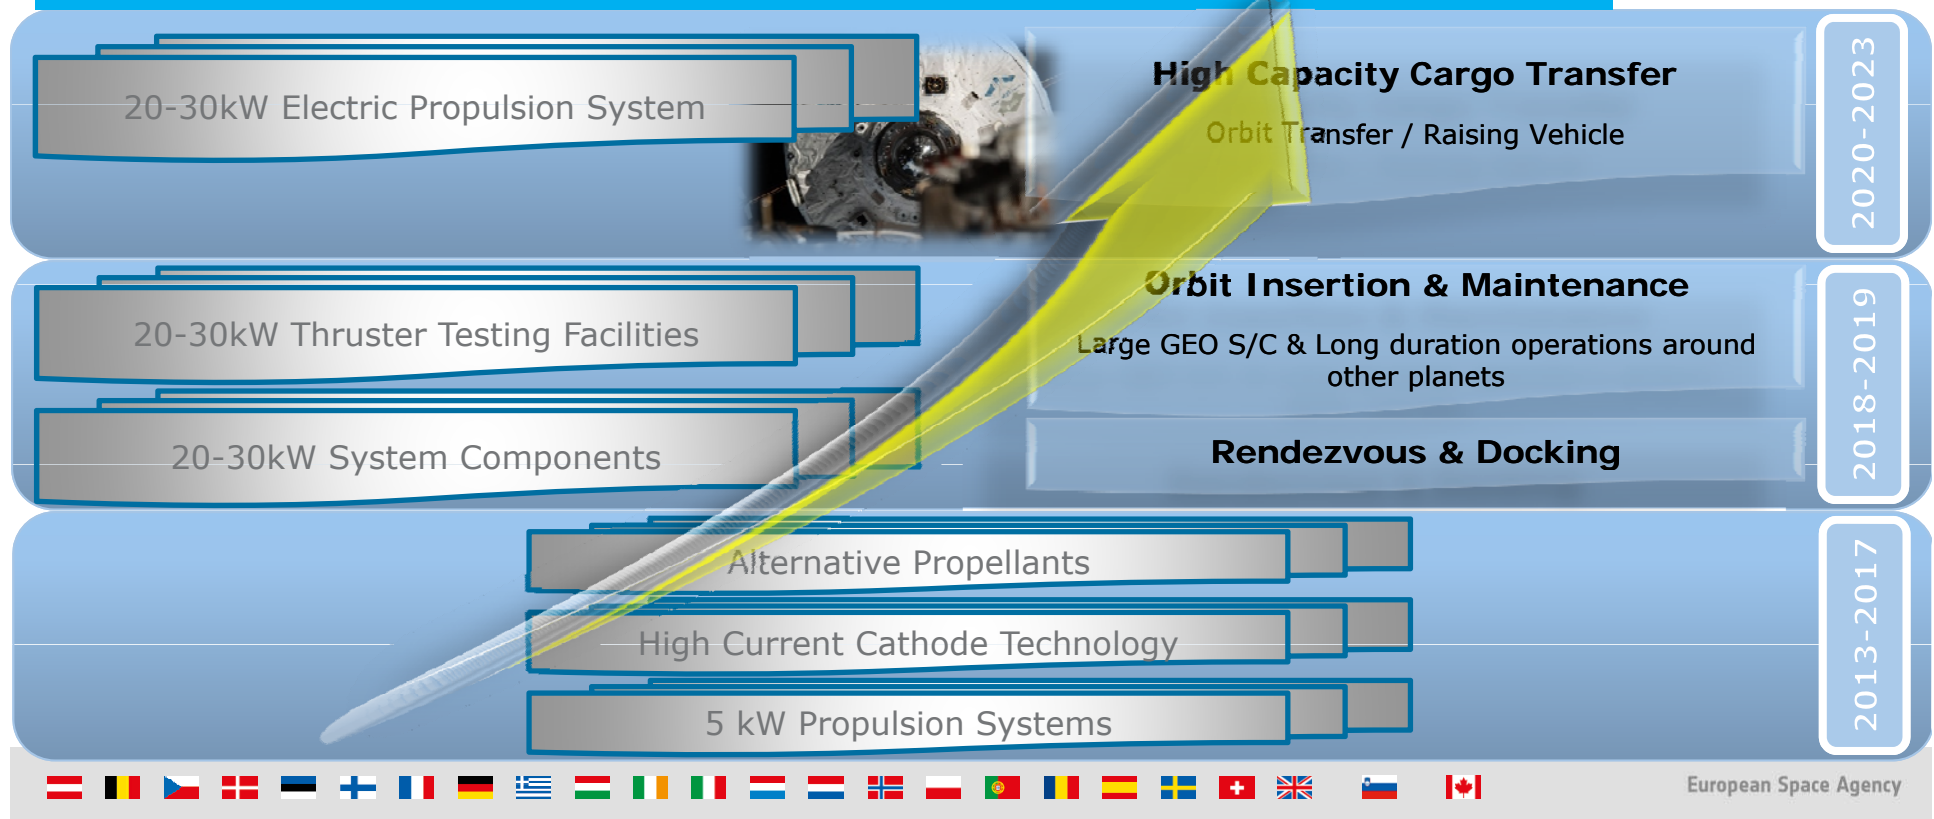 20-30kW Electric Propulsion System
High Capacity Cargo Transfer
Orbit Transfer / Raising Vehicle
2020-2023
20-30kW Thruster Testing Facilities
20-30kW System Components
Orbit Insertion & Maintenance
Large GEO S/C & Long duration operations around
other planets
Rendezvous & Docking
2018-2019
Alternative Propellants
High Current Cathode Technology
5 kW Propulsion Systems
2013-2017
European Space Agency